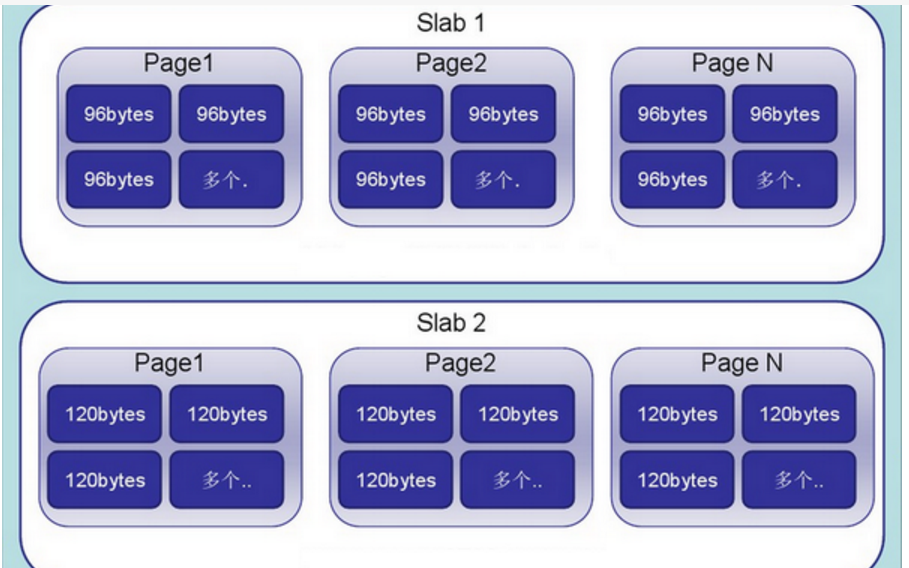 Slab 1
Page1
96bytes 96bytes
96bytes 多个.
Page2
96bytes 96bytes
96bytes 多个.
Page N
96bytes 96bytes
96bytes 多个.
Slab 2
Page1
120bytes 120bytes
120bytes 多个..
Page2
120bytes 120bytes
120bytes 多个..
Page N
120bytes 120bytes
120bytes 多个..